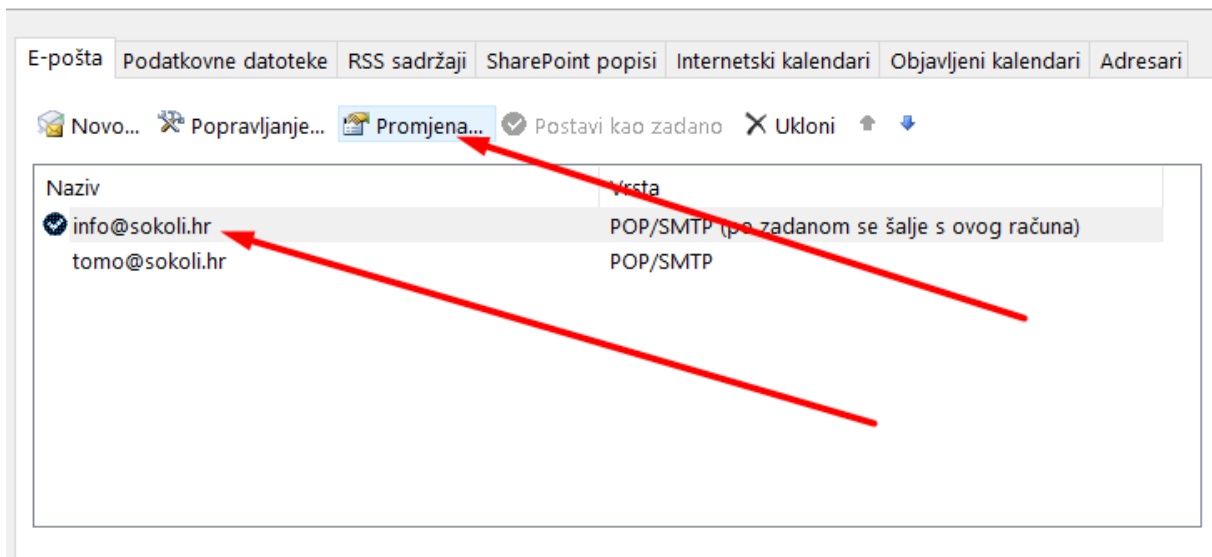 E-pošta Podatkovne datoteke RSS sadržaji SharePoint popisi Internetski kalendari Objavljeni kalendari Adresari
Novo... Popravljanje... Promjena... Postavi kao zadano Ukloni
Naziv Vrsta
info@sokoli.hr POP/SMTP (po zadanom se šalje s ovog računa)
tomo@sokoli.hr POP/SMTP